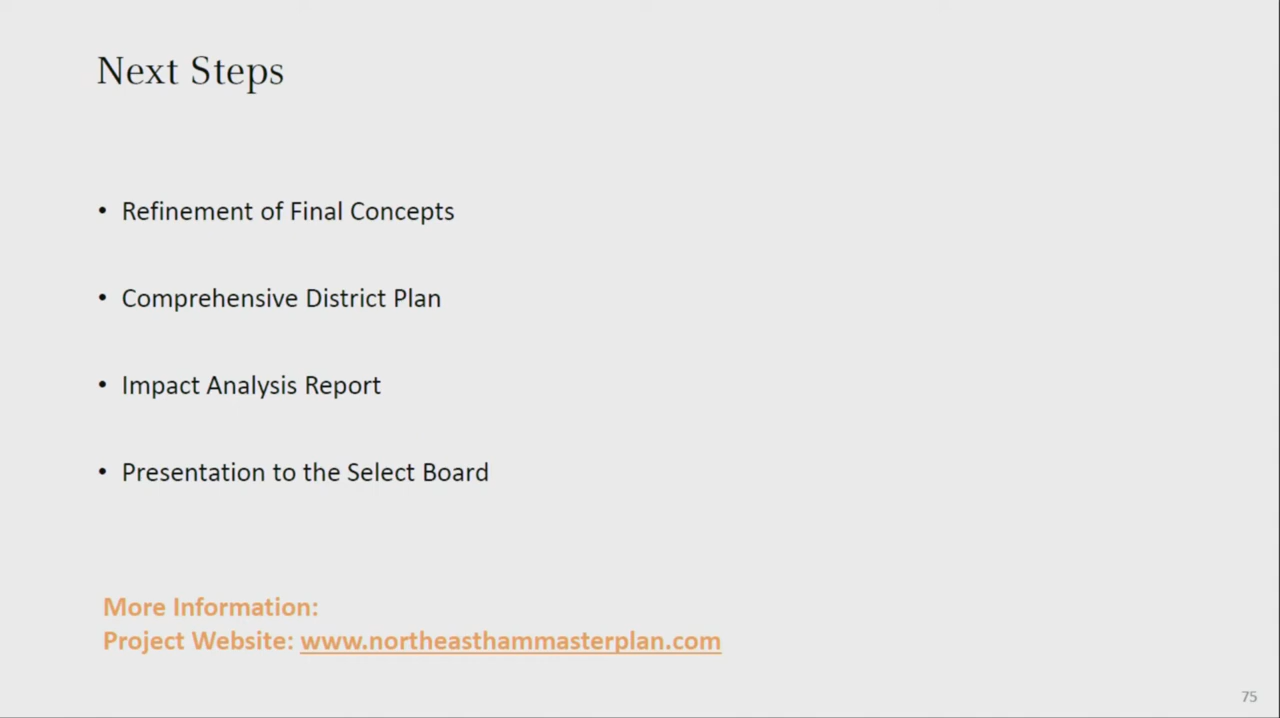 Next Steps
• Refinement of Final Concepts
• Comprehensive District Plan
• Impact Analysis Report
• Presentation to the Select Board
More Information:
Project Website: www.northeasthammasterplan.com
75